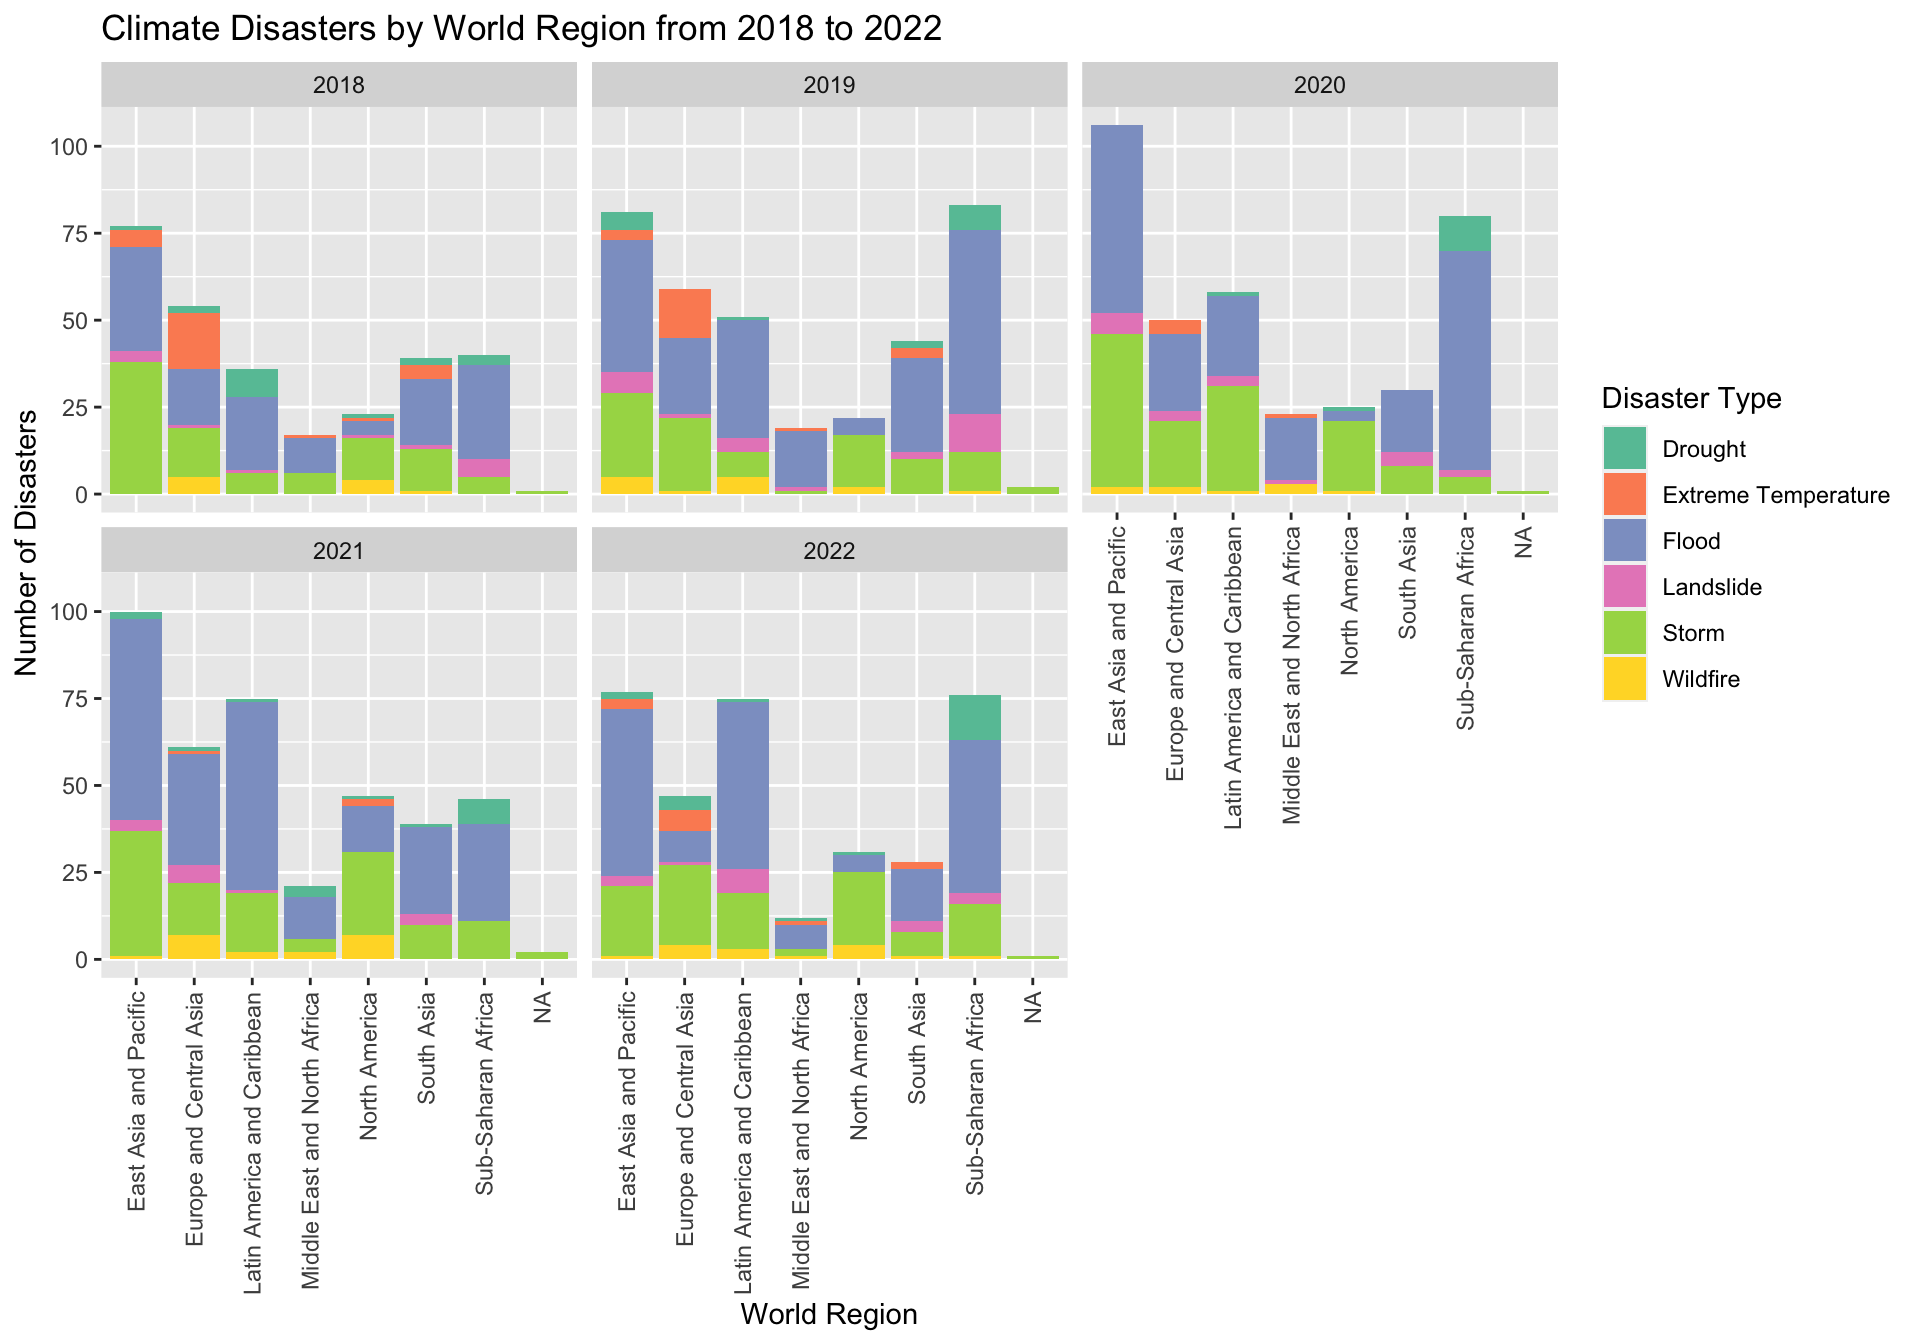 Climate Disasters by World Region from 2018 to 2022
2018
2019
2020
100
75
50
25
0
Number of Disasters
East Asia and Pacific
Europe and Central Asia
Latin America and Caribbean
Middle East and North Africa
North America
South Asia
Sub-Saharan Africa
NA
2021
2022
100
75
50
25
0
East Asia and Pacific
Europe and Central Asia
Latin America and Caribbean
Middle East and North Africa
North America
South Asia
Sub-Saharan Africa
NA
East Asia and Pacific
Europe and Central Asia
Latin America and Caribbean
Middle East and North Africa
North America
South Asia
Sub-Saharan Africa
NA
World Region
Disaster Type
Drought
Extreme Temperature
Flood
Landslide
Storm
Wildfire